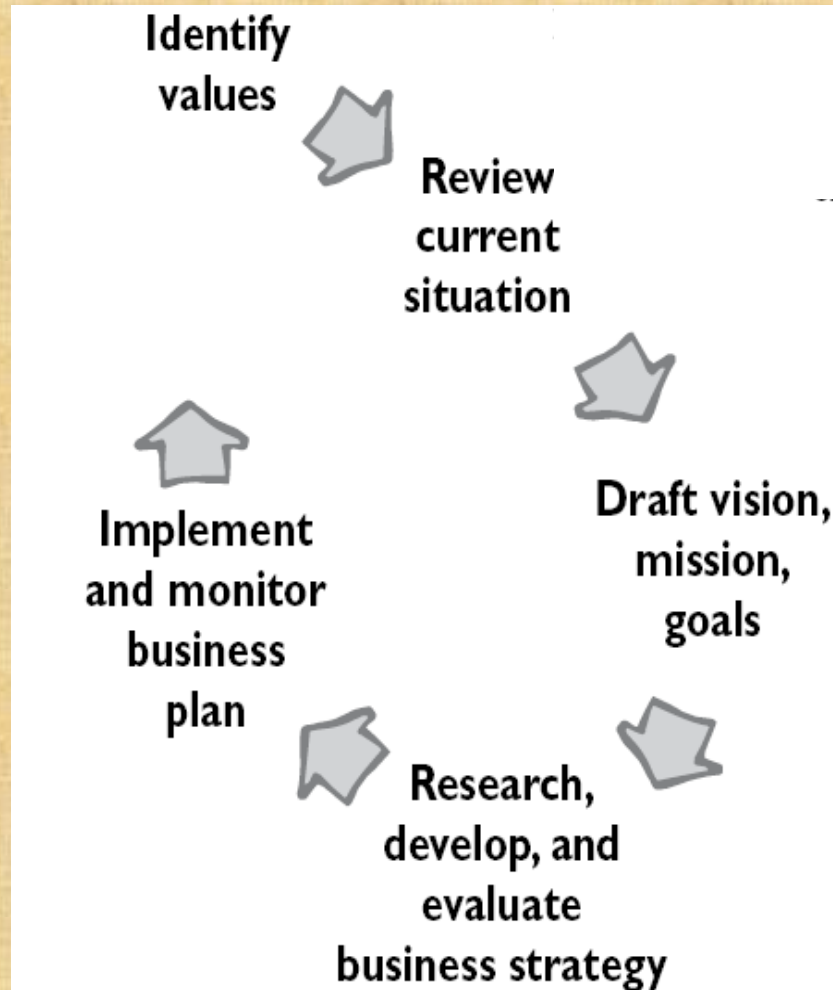 Identify
values
Review
current
situation
Draft vision,
mission,
goals
Research,
develop, and
evaluate
business strategy
Implement
and monitor
business
plan